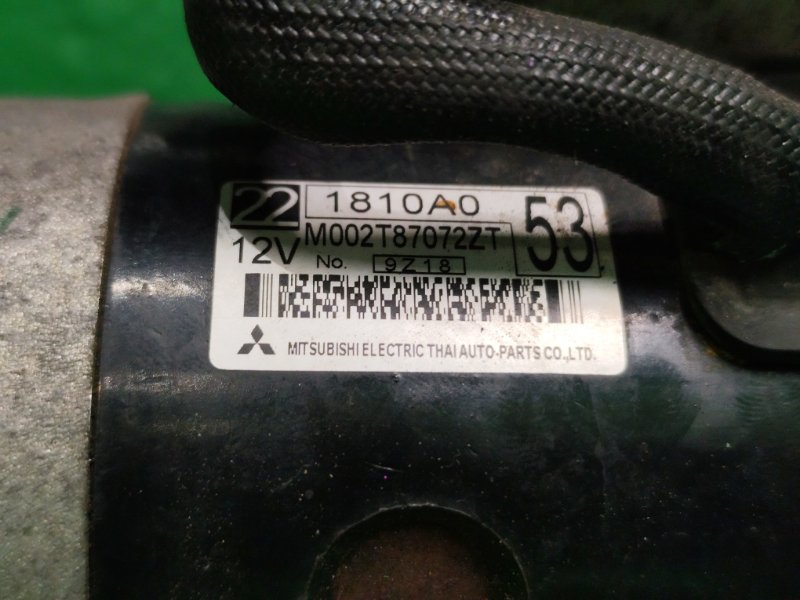 22 1810A0 53
12V M002T87072ZT
No. 9Z18
MITSUBISHI ELECTRIC THAI AUTO-PARTS CO.,LTD.